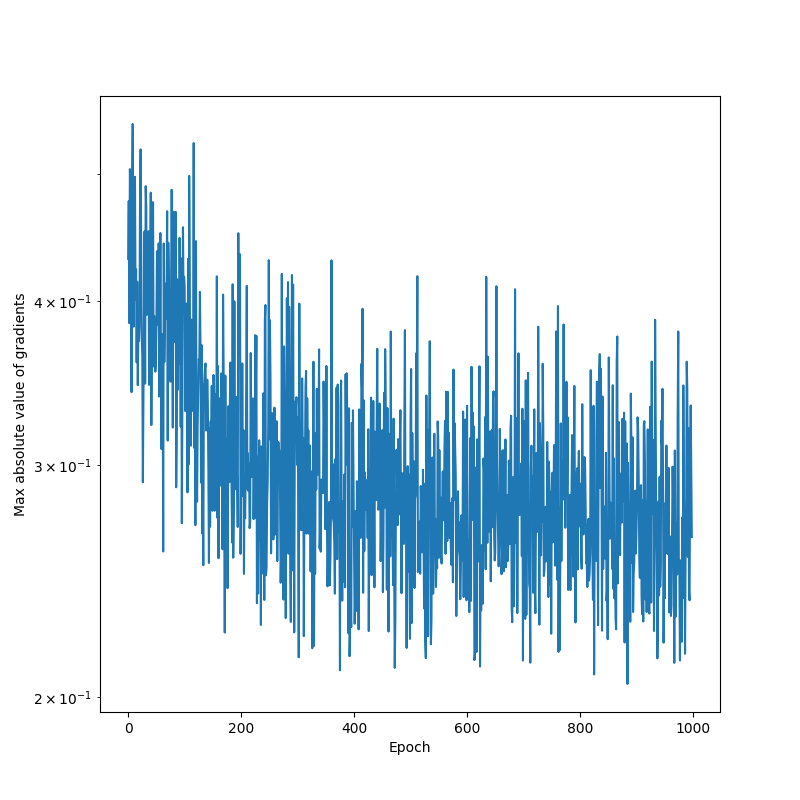 Max absolute value of gradients
4 × 10⁻¹
3 × 10⁻¹
2 × 10⁻¹
0 200 400 600 800 1000
Epoch